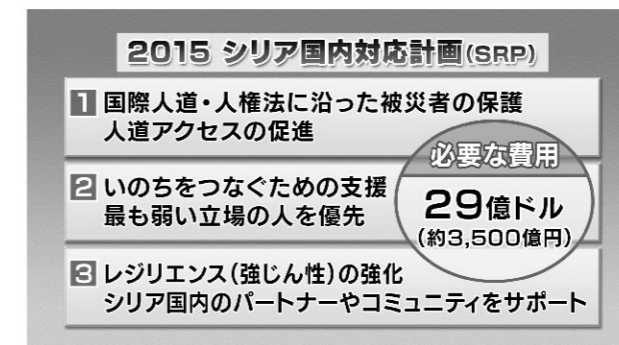 2015 シリア国内対応計画(SRP)
1 国際人道・人権法に沿った被災者の保護
人道アクセスの促進
2 いのちをつなぐための支援
最も弱い立場の人を優先
必要な費用
29億ドル
(約3,500億円)
3 レジリエンス(強じん性)の強化
シリア国内のパートナーやコミュニティをサポート